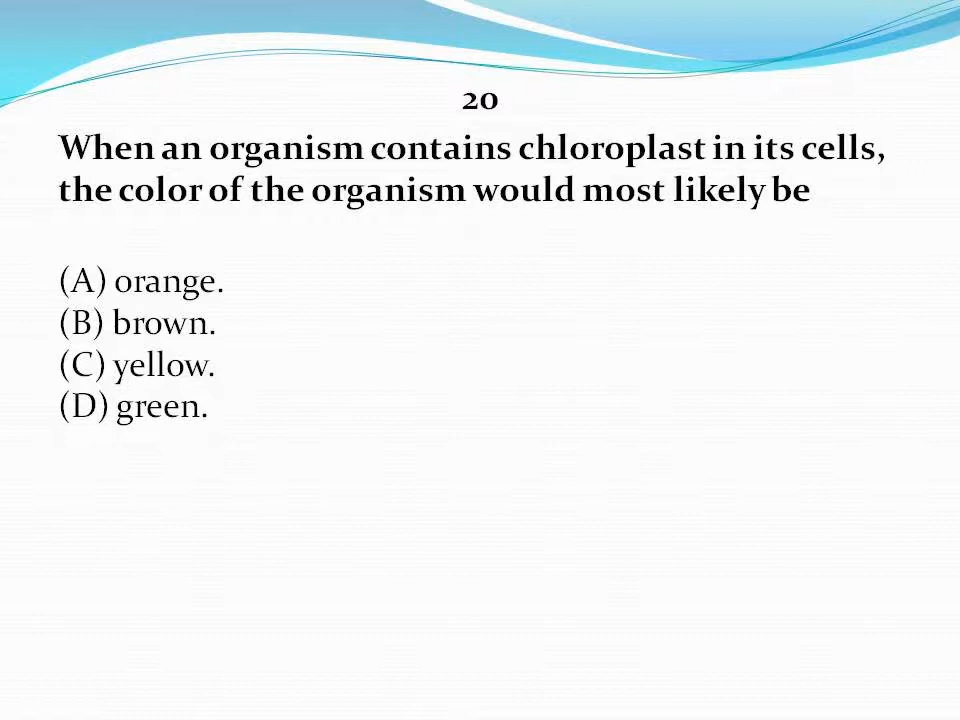 20
When an organism contains chloroplast in its cells,
the color of the organism would most likely be
(A) orange.
(B) brown.
(C) yellow.
(D) green.